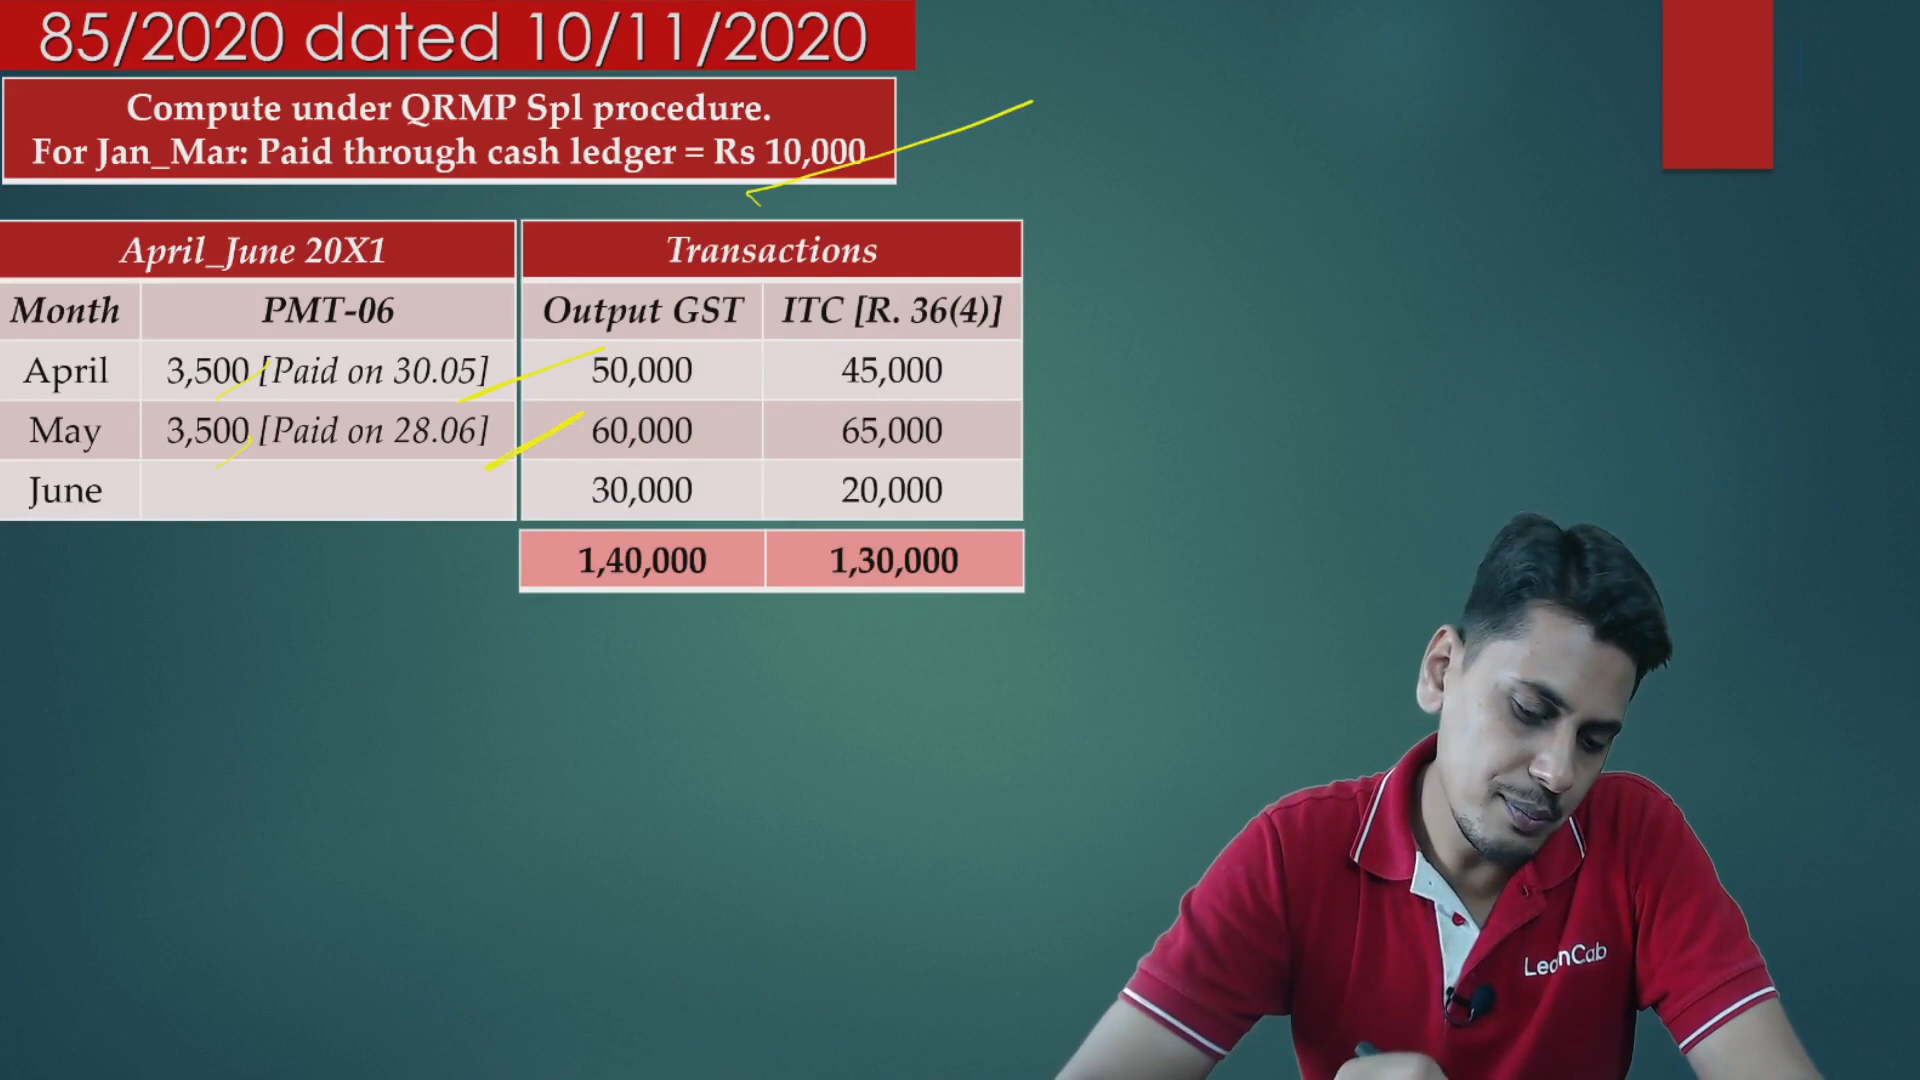 85/2020 dated 10/11/2020
Compute under QRMP Spl procedure.
For Jan_Mar: Paid through cash ledger = Rs 10,000
April_June 20X1
Transactions
Month PMT-06 Output GST ITC [R. 36(4)]
April 3,500 [Paid on 30.05] 50,000 45,000
May 3,500 [Paid on 28.06] 60,000 65,000
June 30,000 20,000
1,40,000 1,30,000
LearnCab